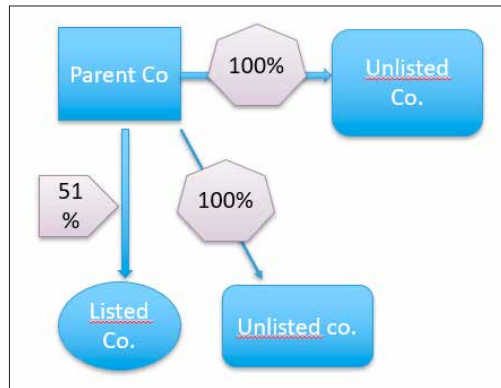 Parent Co
100%
Unlisted
Co.
51
%
100%
Listed
Co.
Unlisted co.